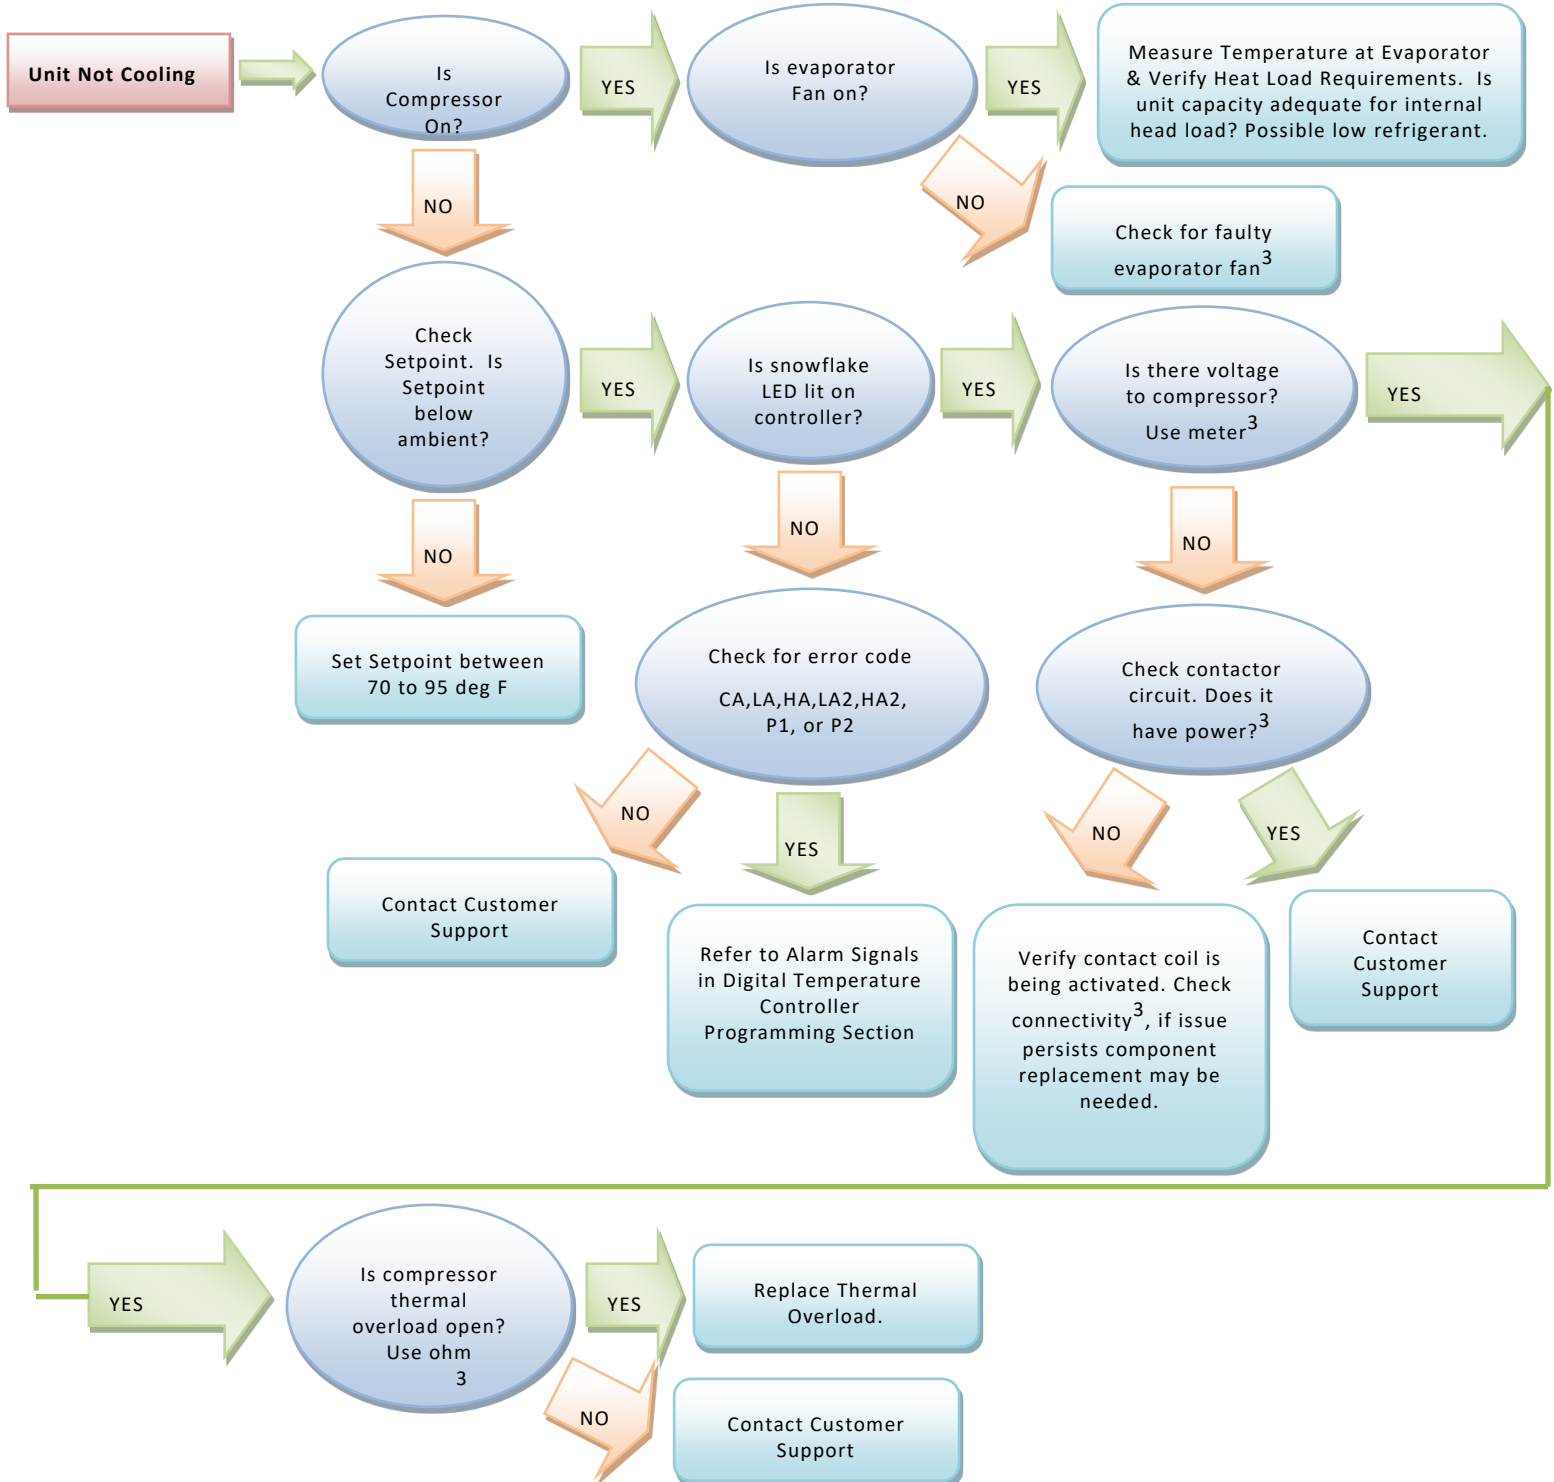 Unit Not Cooling
Is
Compressor
On?
YES
Is evaporator
Fan on?
YES
Measure Temperature at Evaporator
& Verify Heat Load Requirements. Is
unit capacity adequate for internal
head load? Possible low refrigerant.
NO
NO
Check for faulty
evaporator fan3
Check
Setpoint. Is
Setpoint
below
ambient?
YES
Is snowflake
LED lit on
controller?
YES
Is there voltage
to compressor?
Use meter3
YES
NO
NO
NO
Set Setpoint between
70 to 95 deg F
Check for error code
CA,LA,HA,LA2,HA2,
P1, or P2
Check contactor
circuit. Does it
have power?3
NO
YES
NO
YES
Contact Customer
Support
Refer to Alarm Signals
in Digital Temperature
Controller
Programming Section
Verify contact coil is
being activated. Check
connectivity3, if issue
persists component
replacement may be
needed.
Contact
Customer
Support
YES
Is compressor
thermal
overload open?
Use ohm
3
YES
Replace Thermal
Overload.
NO
Contact Customer
Support